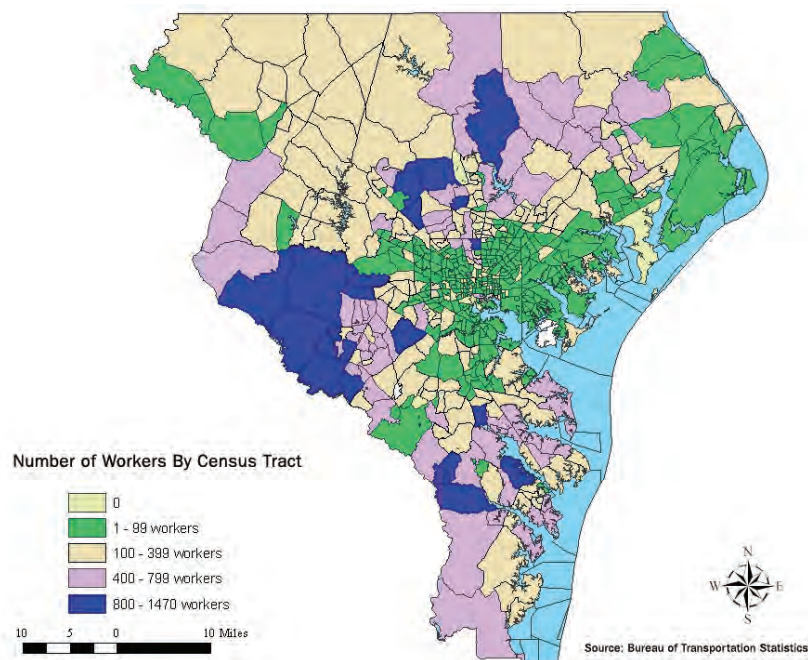 Number of Workers By Census Tract
0
1 - 99 workers
100 - 399 workers
400 - 799 workers
800 - 1470 workers
10 5 0 10 Miles
N
W E
S
Source: Bureau of Transportation Statistics